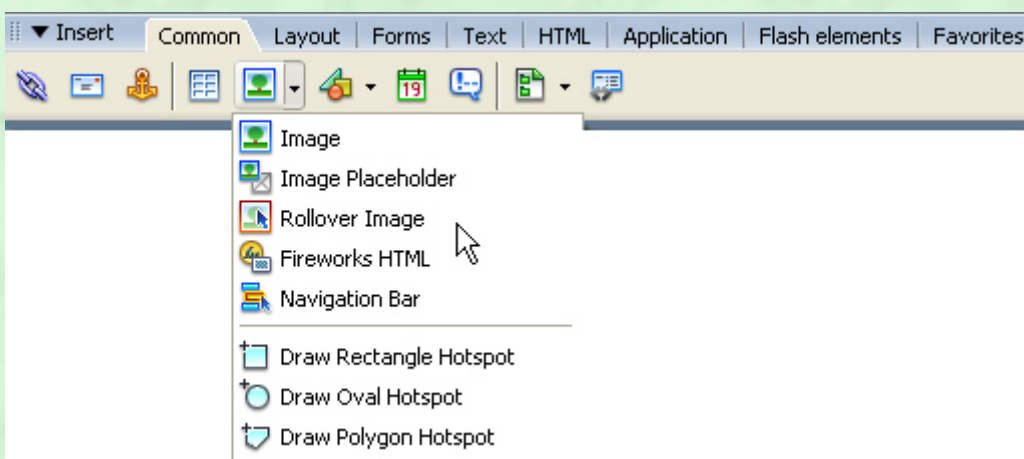 Insert Common Layout Forms Text HTML Application Flash elements Favorites
19
Image
Image Placeholder
Rollover Image
Fireworks HTML
Navigation Bar
Draw Rectangle Hotspot
Draw Oval Hotspot
Draw Polygon Hotspot